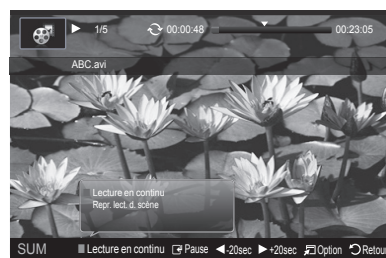 1/5 00:00:48 00:23:05
ABC.avi
Lecture en continu
Repr. lect. d. scène
SUM Lecture en continu Pause -20sec +20sec Option Retour